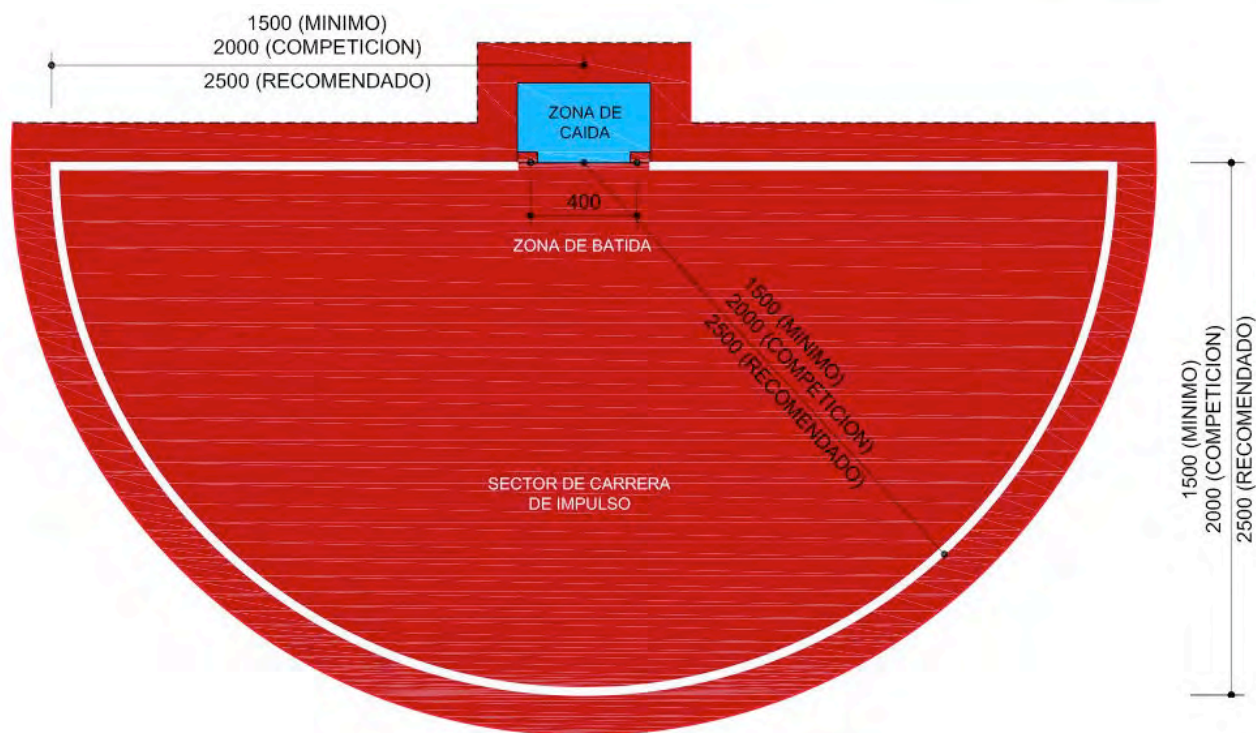 1500 (MINIMO)
2000 (COMPETICION)
2500 (RECOMENDADO)
ZONA DE
CAIDA
400
ZONA DE BATIDA
1500 (MINIMO)
2000 (COMPETICION)
2500 (RECOMENDADO)
SECTOR DE CARRERA
DE IMPULSO
1500 (MINIMO)
2000 (COMPETICION)
2500 (RECOMENDADO)